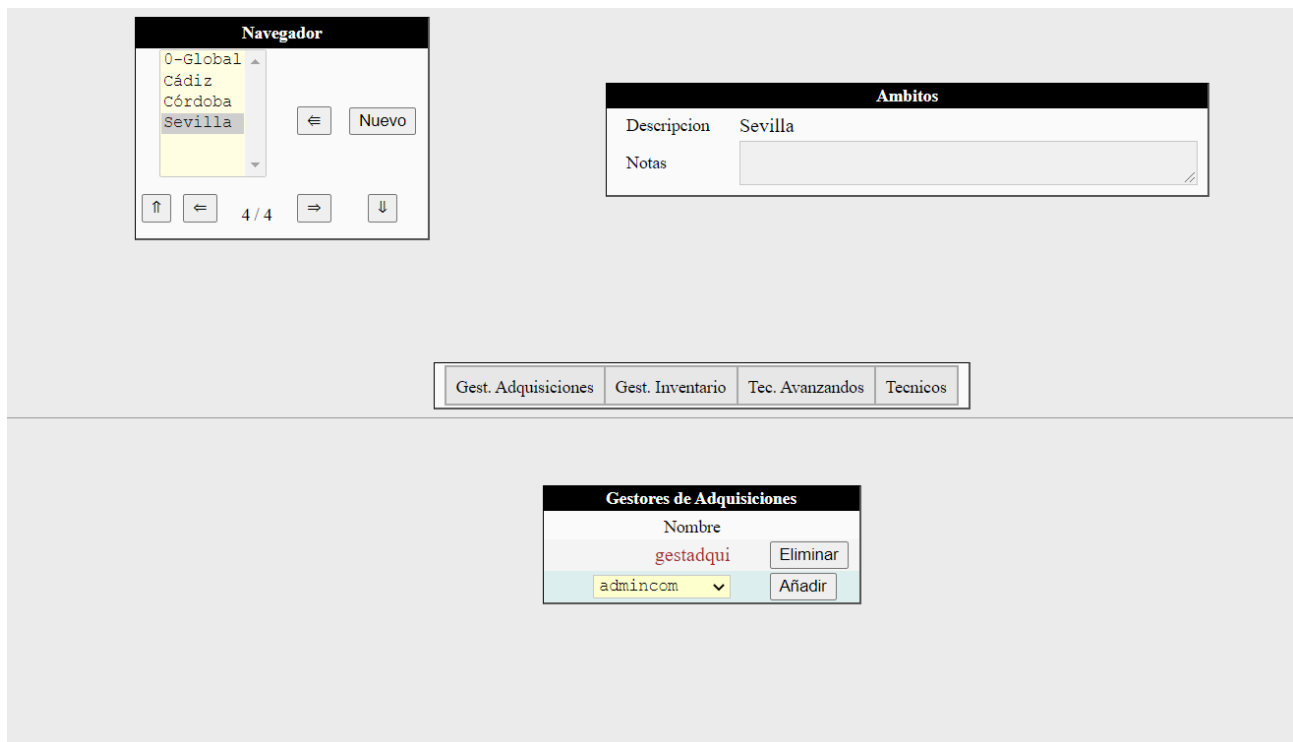 Navegador
0-Global
Cádiz
Córdoba
Sevilla
⇚ Nuevo
⇑ ⇐ 4 / 4 ⇒ ⇓
Ambitos
Descripcion Sevilla
Notas
Gest. Adquisiciones Gest. Inventario Tec. Avanzandos Tecnicos
Gestores de Adquisiciones
Nombre
gestadqui Eliminar
admincom Añadir